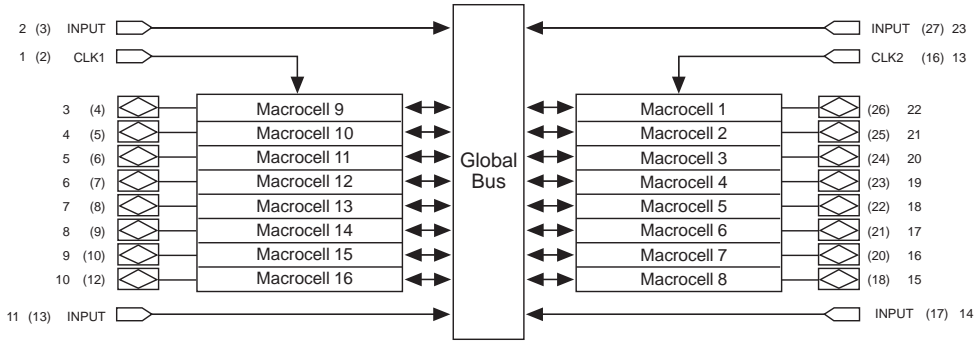 2 (3) INPUT
INPUT (27) 23
1 (2) CLK1
CLK2 (16) 13
3 (4) Macrocell 9
Macrocell 1 (26) 22
4 (5) Macrocell 10
Macrocell 2 (25) 21
5 (6) Macrocell 11
Macrocell 3 (24) 20
6 (7) Macrocell 12
Macrocell 4 (23) 19
7 (8) Macrocell 13
Macrocell 5 (22) 18
8 (9) Macrocell 14
Macrocell 6 (21) 17
9 (10) Macrocell 15
Macrocell 7 (20) 16
10 (12) Macrocell 16
Macrocell 8 (18) 15
Global
Bus
11 (13) INPUT
INPUT (17) 14